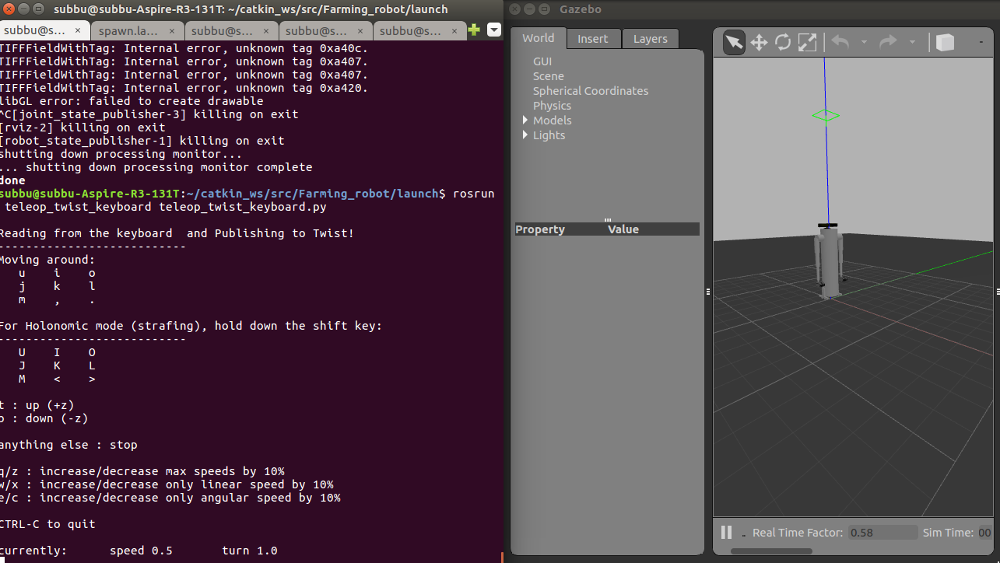 subbu@subbu-Aspire-R3-131T: ~/catkin_ws/src/Farming_robot/launch
subbu@s... × spawn.la... × subbu@s... × subbu@s... × subbu@s... ×
TIFFFieldWithTag: Internal error, unknown tag 0xa40c.
TIFFFieldWithTag: Internal error, unknown tag 0xa407.
TIFFFieldWithTag: Internal error, unknown tag 0xa407.
TIFFFieldWithTag: Internal error, unknown tag 0xa420.
libGL error: failed to create drawable
^C[joint_state_publisher-3] killing on exit
[rviz-2] killing on exit
[robot_state_publisher-1] killing on exit
shutting down processing monitor...
... shutting down processing monitor complete
done
subbu@subbu-Aspire-R3-131T:~/catkin_ws/src/Farming_robot/launch$ rosrun
teleop_twist_keyboard teleop_twist_keyboard.py
Reading from the keyboard  and Publishing to Twist!
---------------------------
Moving around:
u    i    o
j    k    l
m    ,    .
For Holonomic mode (strafing), hold down the shift key:
---------------------------
U    I    O
J    K    L
M    <    >
t : up (+z)
b : down (-z)
anything else : stop
q/z : increase/decrease max speeds by 10%
w/x : increase/decrease only linear speed by 10%
e/c : increase/decrease only angular speed by 10%
CTRL-C to quit
currently:       speed 0.5       turn 1.0
Gazebo
World Insert Layers
GUI
Scene
Spherical Coordinates
Physics
Models
Lights
Property Value
Real Time Factor: 0.58 Sim Time: 00